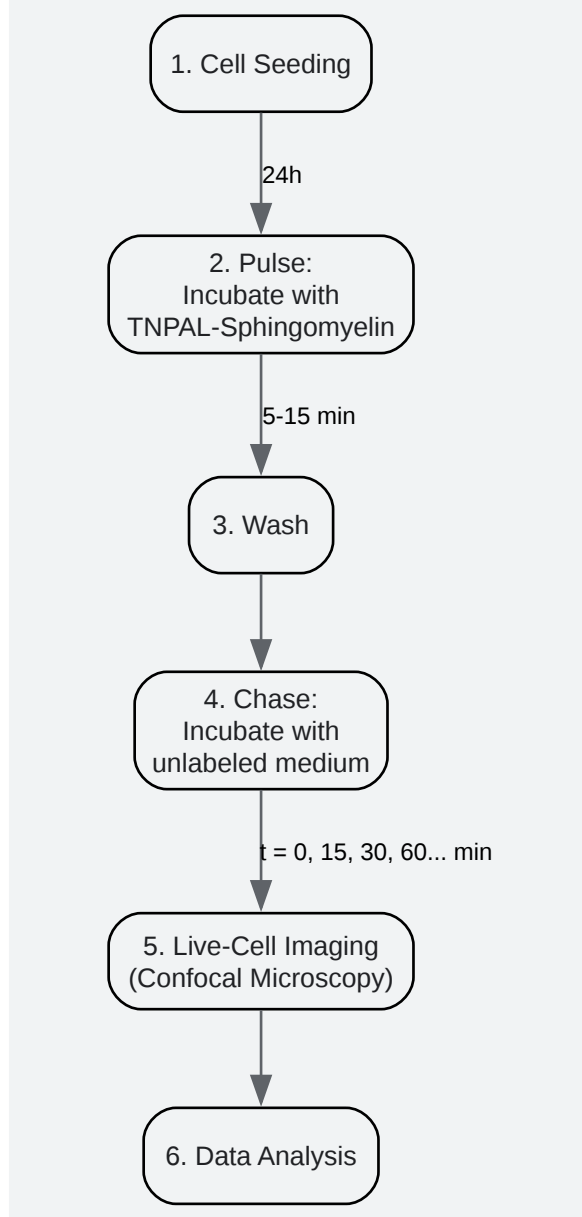 1. Cell Seeding
24h
2. Pulse:
Incubate with
TNPAL-Sphingomyelin
5-15 min
3. Wash
4. Chase:
Incubate with
unlabeled medium
t = 0, 15, 30, 60... min
5. Live-Cell Imaging
(Confocal Microscopy)
6. Data Analysis